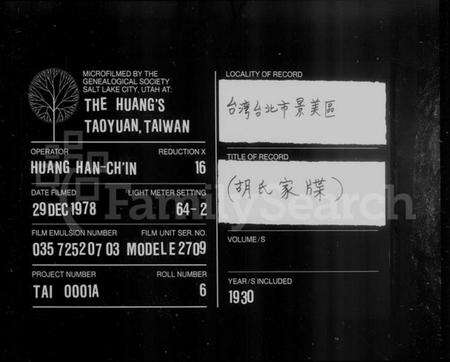 MICROFILMED BY THE
GENEALOGICAL SOCIETY
SALT LAKE CITY, UTAH AT:
THE HUANG'S
TAOYUAN, TAIWAN
OPERATOR REDUCTION X
HUANG HAN-CH'IN 16
DATE FILMED LIGHT METER SETTING
29 DEC 1978 64-2
FILM EMULSION NUMBER FILM UNIT SER. NO.
035 7252 07 03 MODEL E 2709
PROJECT NUMBER ROLL NUMBER
TAI 0001A 6
LOCALITY OF RECORD
台湾台北市景美區
TITLE OF RECORD
(胡氏家牒)
VOLUME/S
YEAR/S INCLUDED
1930
FamilySearch